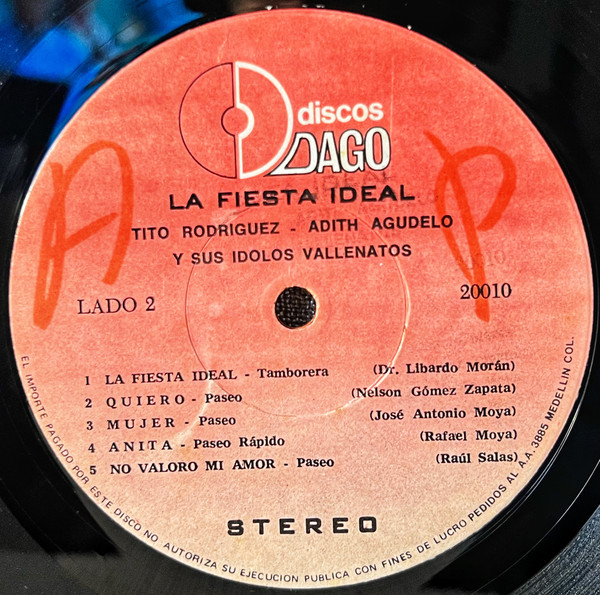 discos
DAGO
LA FIESTA IDEAL
TITO RODRIGUEZ - ADITH AGUDELO
Y SUS IDOLOS VALLENATOS
A P
LADO 2 20010
1 LA FIESTA IDEAL - Tamborera (Dr. Libardo Morán)
2 QUIERO - Paseo (Nelson Gómez Zapata)
3 MUJER - Paseo (José Antonio Moya)
4 ANITA - Paseo Rápido (Rafael Moya)
5 NO VALORO MI AMOR - Paseo (Raúl Salas)
STEREO
EL IMPORTE PAGADO POR ESTE DISCO NO AUTORIZA SU EJECUCION PUBLICA CON FINES DE LUCRO PEDIDOS AL A.A. 3885 MEDELLIN COL.